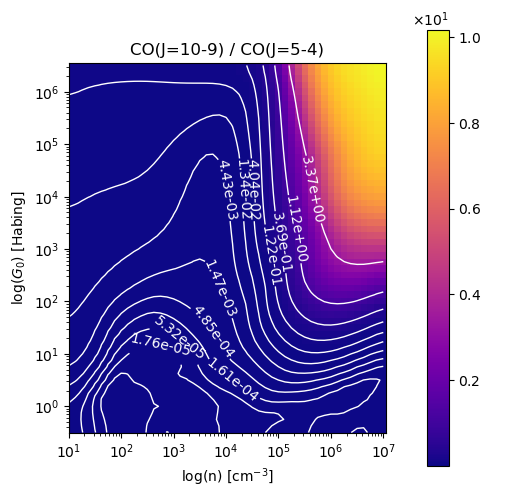 ×10¹
CO(J=10-9) / CO(J=5-4)
log(G₀) [Habing]
10⁶
10⁵
10⁴
10³
10²
10¹
10⁰
4.43e-03
1.34e-02
4.04e-02
1.22e-01
3.69e-01
1.12e+00
3.37e+00
1.47e-03
4.85e-04
1.61e-04
5.32e-05
1.76e-05
10¹ 10² 10³ 10⁴ 10⁵ 10⁶ 10⁷
log(n) [cm⁻³]
1.0
0.8
0.6
0.4
0.2